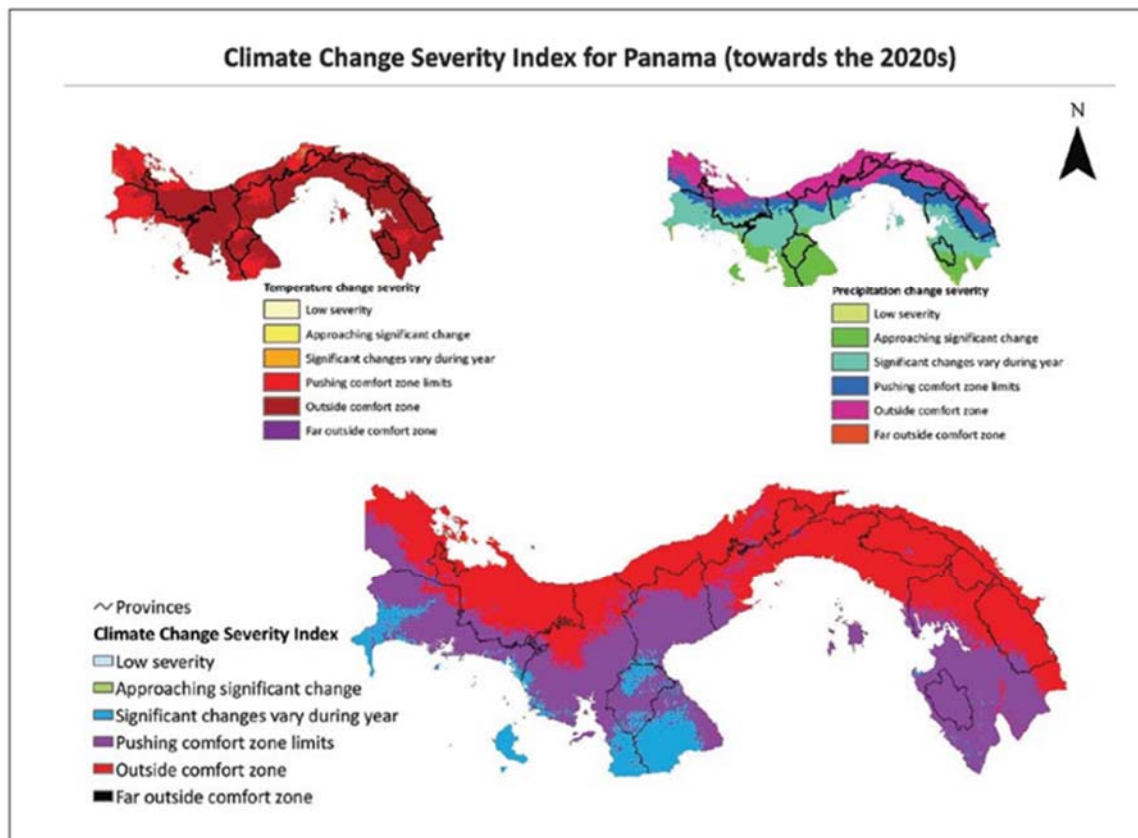 Climate Change Severity Index for Panama (towards the 2020s)
N
Temperature change severity
Low severity
Approaching significant change
Significant changes vary during year
Pushing comfort zone limits
Outside comfort zone
Far outside comfort zone
Precipitation change severity
Low severity
Approaching significant change
Significant changes vary during year
Pushing comfort zone limits
Outside comfort zone
Far outside comfort zone
Provinces
Climate Change Severity Index
Low severity
Approaching significant change
Significant changes vary during year
Pushing comfort zone limits
Outside comfort zone
Far outside comfort zone